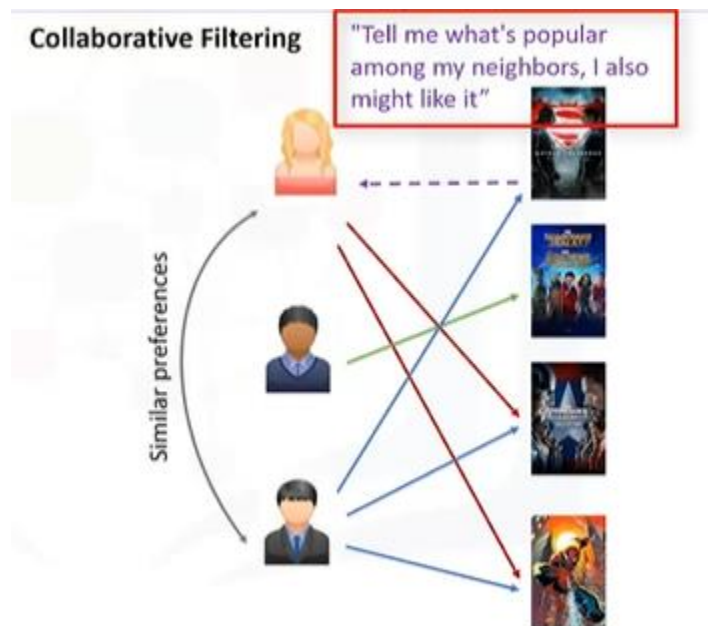 Collaborative Filtering
"Tell me what's popular
among my neighbors, I also
might like it”
Similar preferences